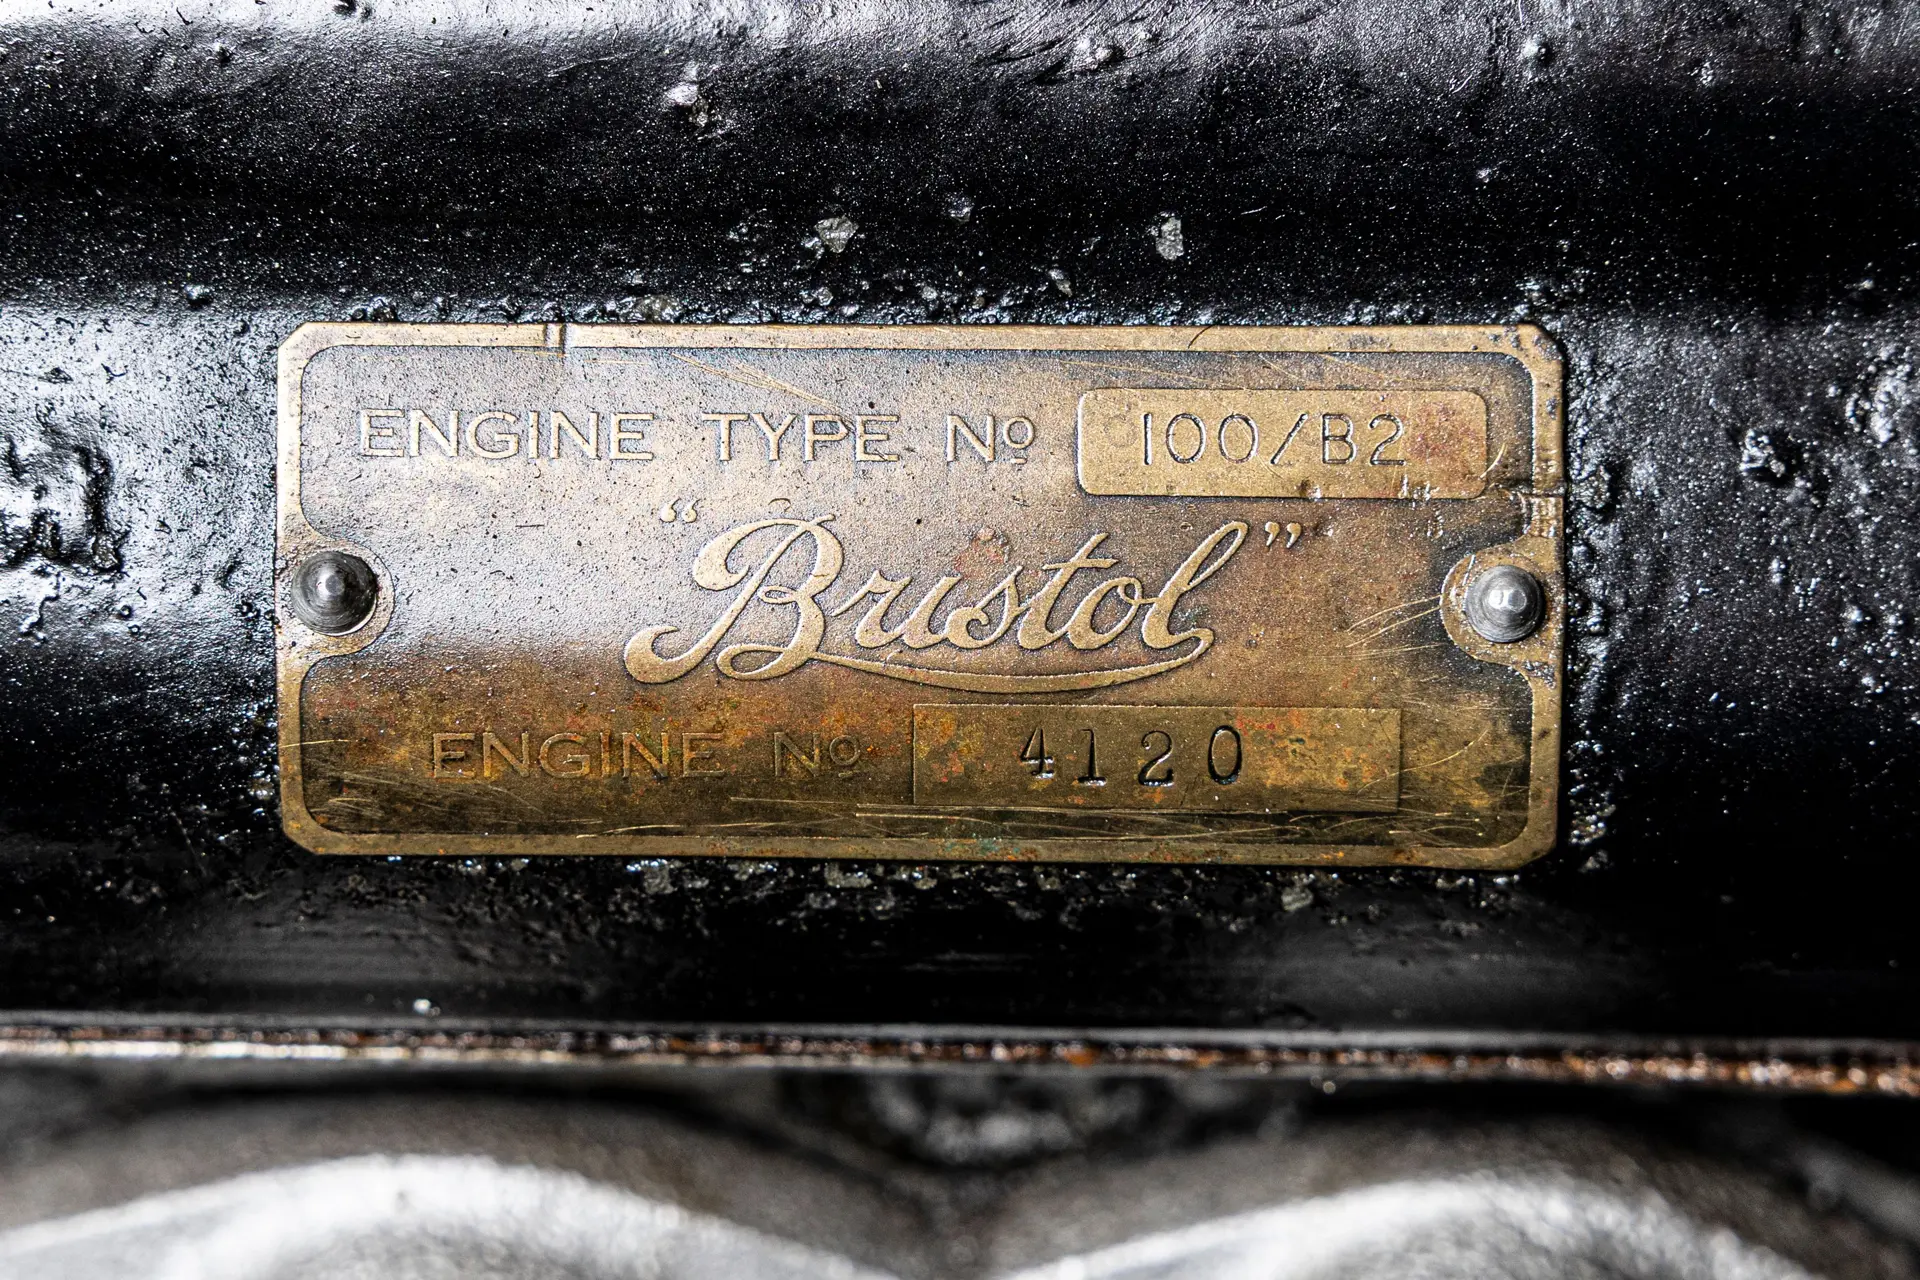 ENGINE TYPE Nº 100/B2
“Bristol”
ENGINE Nº 4120